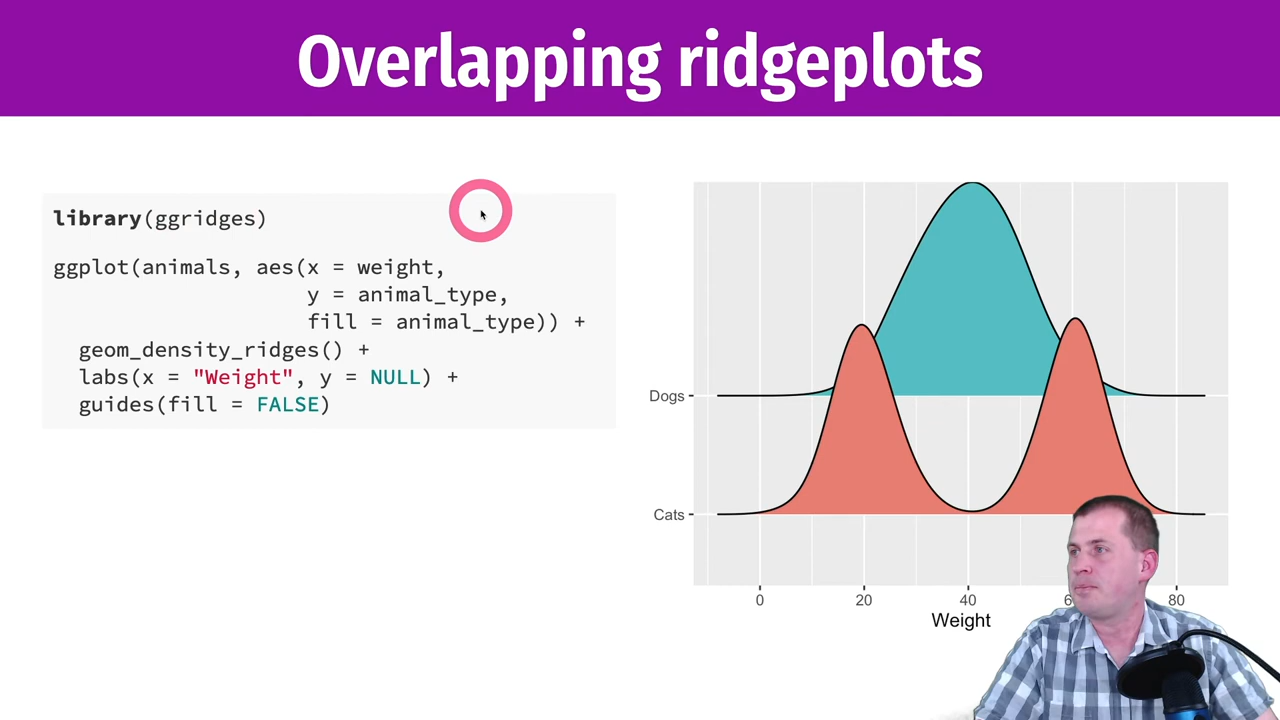 Overlapping ridgeplots
library(ggridges)
ggplot(animals, aes(x = weight,
y = animal_type,
fill = animal_type)) +
geom_density_ridges() +
labs(x = "Weight", y = NULL) +
guides(fill = FALSE)
Dogs
Cats
0 20 40 80
Weight